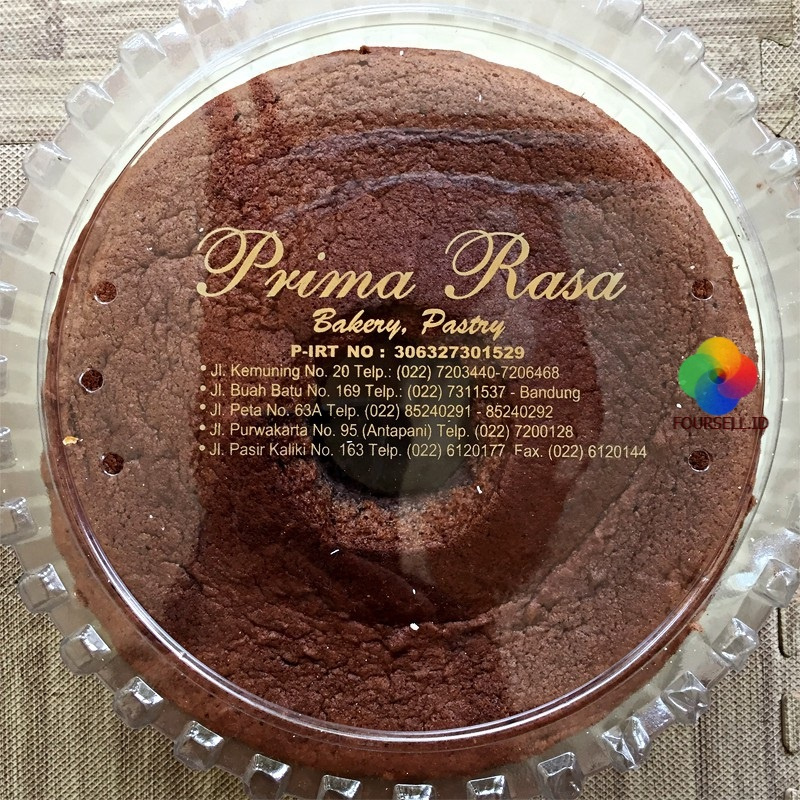 Prima Rasa
Bakery, Pastry
P-IRT NO : 306327301529
• Jl. Kemuning No. 20 Telp.: (022) 7203440-7206468
• Jl. Buah Batu No. 169 Telp.: (022) 7311537 - Bandung
• Jl. Peta No. 63A Telp. (022) 85240291 - 85240292
• Jl. Purwakarta No. 95 (Antapani) Telp. (022) 7200128
• Jl. Pasir Kaliki No. 163 Telp. (022) 6120177 Fax. (022) 6120144
FOURSELL.ID